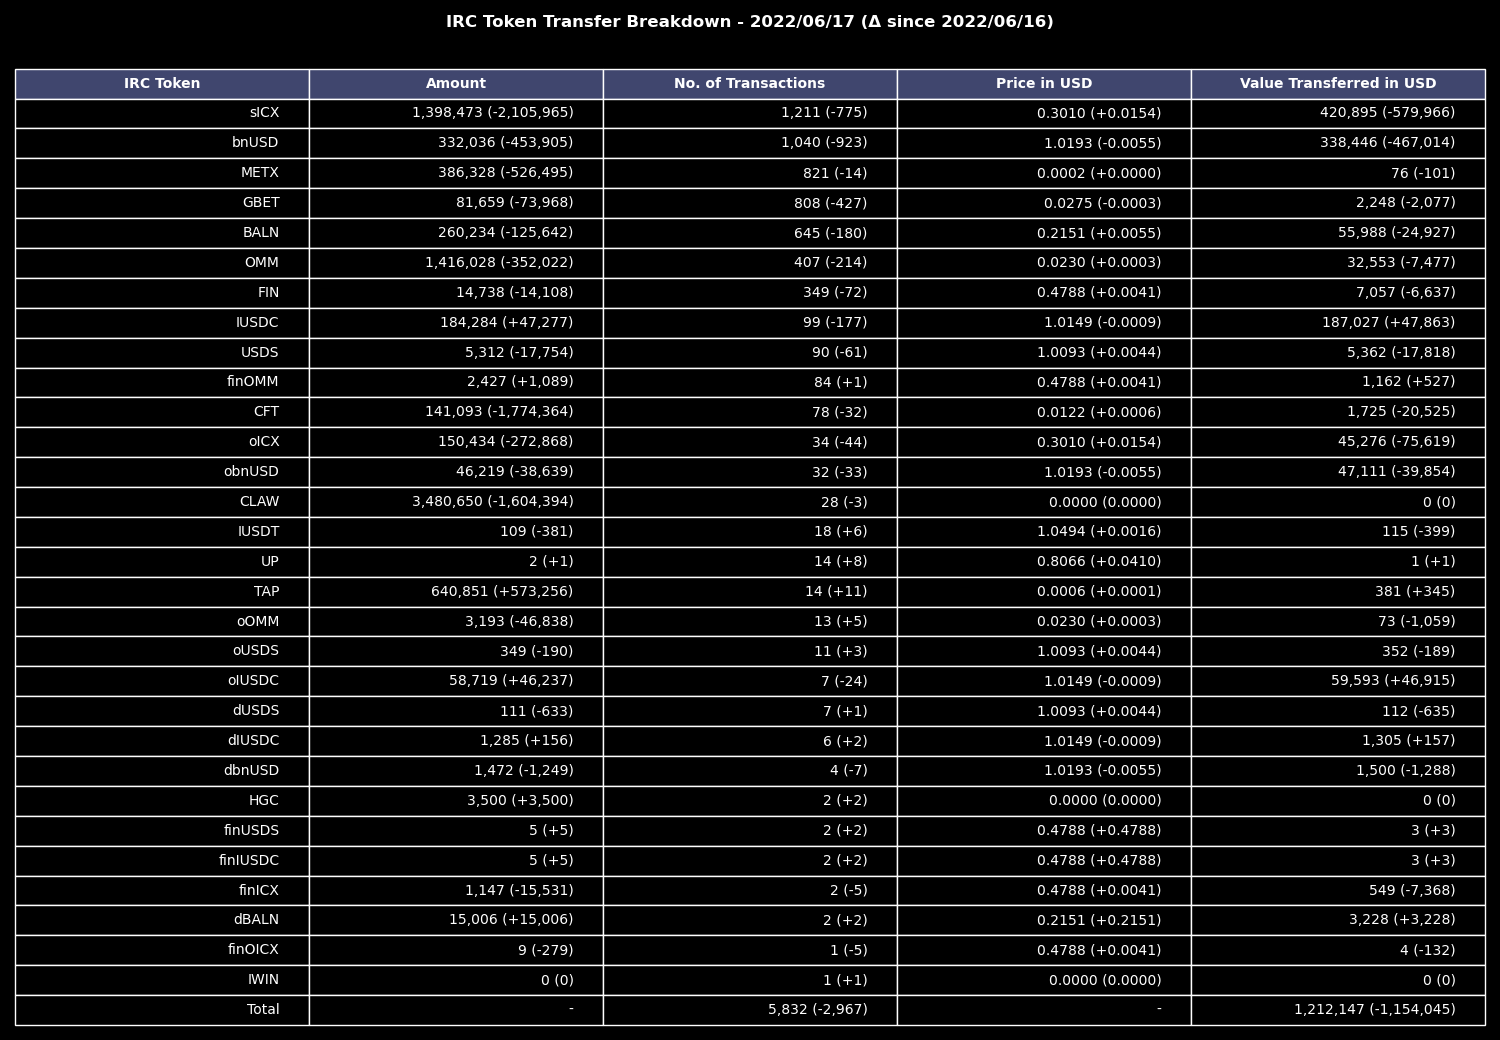 IRC Token Transfer Breakdown - 2022/06/17 (Δ since 2022/06/16)
IRC Token Amount No. of Transactions Price in USD Value Transferred in USD
sICX 1,398,473 (-2,105,965) 1,211 (-775) 0.3010 (+0.0154) 420,895 (-579,966)
bnUSD 332,036 (-453,905) 1,040 (-923) 1.0193 (-0.0055) 338,446 (-467,014)
METX 386,328 (-526,495) 821 (-14) 0.0002 (+0.0000) 76 (-101)
GBET 81,659 (-73,968) 808 (-427) 0.0275 (-0.0003) 2,248 (-2,077)
BALN 260,234 (-125,642) 645 (-180) 0.2151 (+0.0055) 55,988 (-24,927)
OMM 1,416,028 (-352,022) 407 (-214) 0.0230 (+0.0003) 32,553 (-7,477)
FIN 14,738 (-14,108) 349 (-72) 0.4788 (+0.0041) 7,057 (-6,637)
IUSDC 184,284 (+47,277) 99 (-177) 1.0149 (-0.0009) 187,027 (+47,863)
USDS 5,312 (-17,754) 90 (-61) 1.0093 (+0.0044) 5,362 (-17,818)
finOMM 2,427 (+1,089) 84 (+1) 0.4788 (+0.0041) 1,162 (+527)
CFT 141,093 (-1,774,364) 78 (-32) 0.0122 (+0.0006) 1,725 (-20,525)
oICX 150,434 (-272,868) 34 (-44) 0.3010 (+0.0154) 45,276 (-75,619)
obnUSD 46,219 (-38,639) 32 (-33) 1.0193 (-0.0055) 47,111 (-39,854)
CLAW 3,480,650 (-1,604,394) 28 (-3) 0.0000 (0.0000) 0 (0)
IUSDT 109 (-381) 18 (+6) 1.0494 (+0.0016) 115 (-399)
UP 2 (+1) 14 (+8) 0.8066 (+0.0410) 1 (+1)
TAP 640,851 (+573,256) 14 (+11) 0.0006 (+0.0001) 381 (+345)
oOMM 3,193 (-46,838) 13 (+5) 0.0230 (+0.0003) 73 (-1,059)
oUSDS 349 (-190) 11 (+3) 1.0093 (+0.0044) 352 (-189)
oIUSDC 58,719 (+46,237) 7 (-24) 1.0149 (-0.0009) 59,593 (+46,915)
dUSDS 111 (-633) 7 (+1) 1.0093 (+0.0044) 112 (-635)
dIUSDC 1,285 (+156) 6 (+2) 1.0149 (-0.0009) 1,305 (+157)
dbnUSD 1,472 (-1,249) 4 (-7) 1.0193 (-0.0055) 1,500 (-1,288)
HGC 3,500 (+3,500) 2 (+2) 0.0000 (0.0000) 0 (0)
finUSDS 5 (+5) 2 (+2) 0.4788 (+0.4788) 3 (+3)
finIUSDC 5 (+5) 2 (+2) 0.4788 (+0.4788) 3 (+3)
finICX 1,147 (-15,531) 2 (-5) 0.4788 (+0.0041) 549 (-7,368)
dBALN 15,006 (+15,006) 2 (+2) 0.2151 (+0.2151) 3,228 (+3,228)
finOICX 9 (-279) 1 (-5) 0.4788 (+0.0041) 4 (-132)
IWIN 0 (0) 1 (+1) 0.0000 (0.0000) 0 (0)
Total - 5,832 (-2,967) - 1,212,147 (-1,154,045)